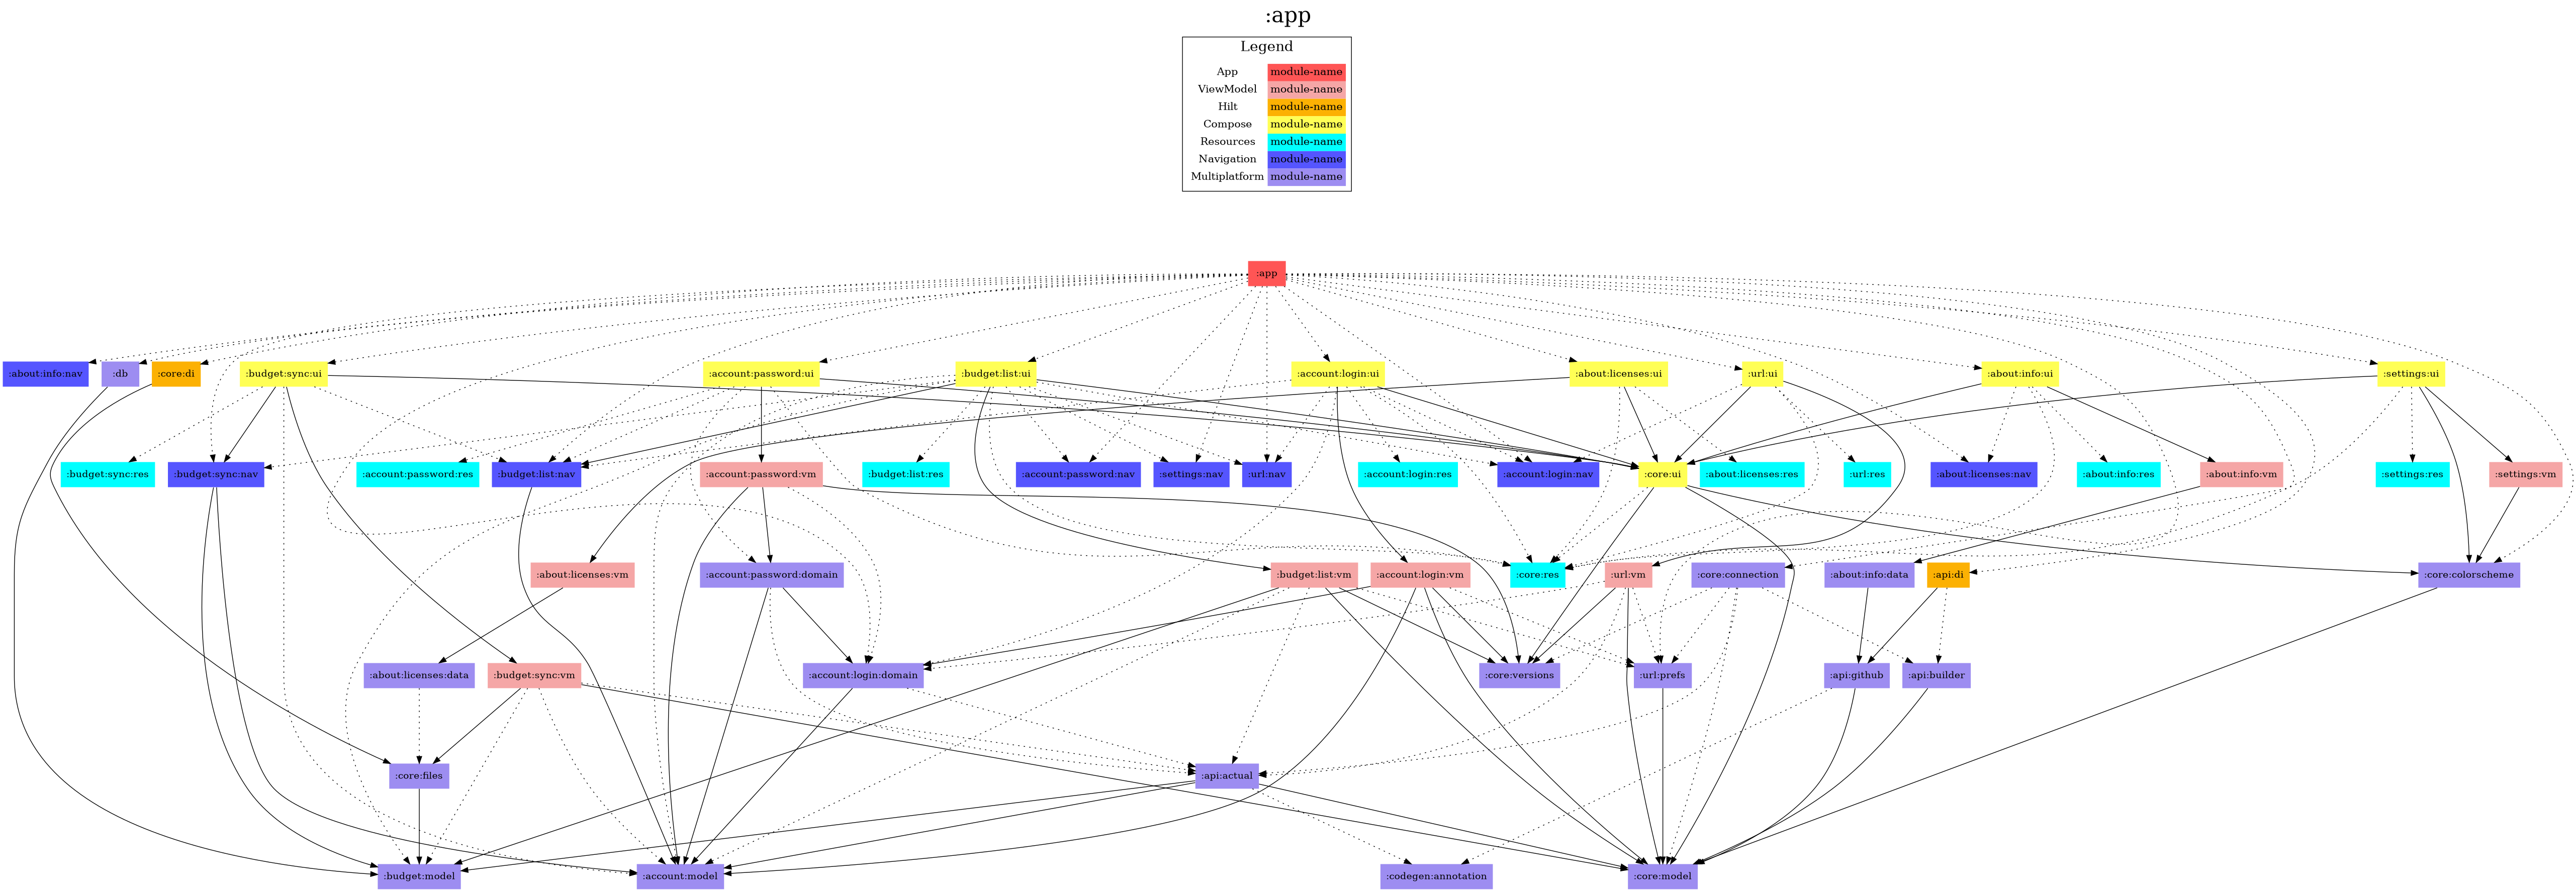 :app
Legend
App module-name
ViewModel module-name
Hilt module-name
Compose module-name
Resources module-name
Navigation module-name
Multiplatform module-name
:app
:about:info:nav :db :core:di :budget:sync:ui :account:password:ui :budget:list:ui :account:login:ui :about:licenses:ui :url:ui :about:info:ui :settings:ui
:budget:sync:res :budget:sync:nav :account:password:res :budget:list:nav :account:password:vm :budget:list:res :account:password:nav :settings:nav :url:nav :account:login:res :account:login:nav :core:ui :about:licenses:res :url:res :about:licenses:nav :about:info:res :about:info:vm :settings:res :settings:vm
:about:licenses:vm :account:password:domain :budget:list:vm :account:login:vm :core:res :url:vm :core:connection :about:info:data :api:di :core:colorscheme
:about:licenses:data :budget:sync:vm :account:login:domain :core:versions :url:prefs :api:github :api:builder
:core:files :api:actual
:budget:model :account:model :codegen:annotation :core:model